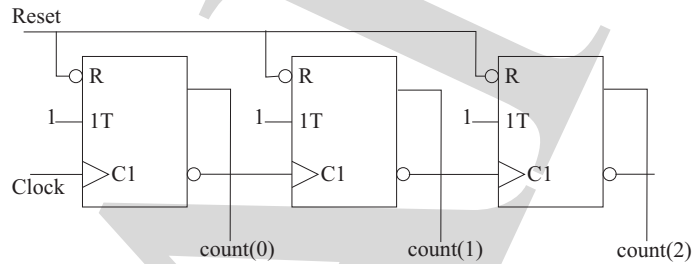 Reset
R R R
1 1T 1 1T 1 1T
C1 C1 C1
Clock
count(0) count(1) count(2)